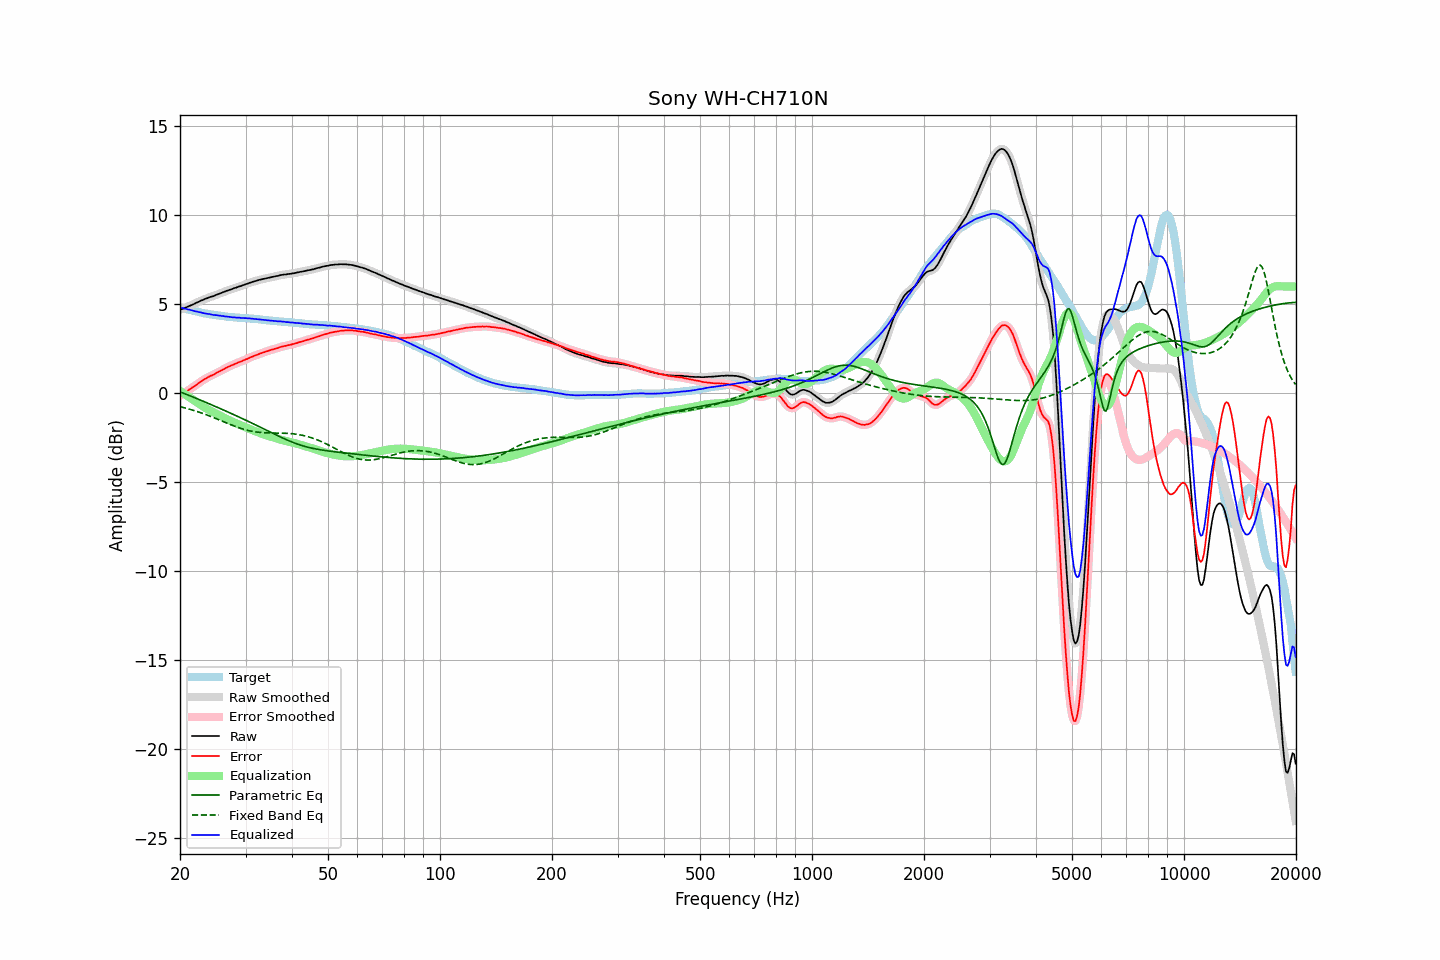 Sony WH-CH710N
15
10
5
0
−5
−10
−15
−20
−25
Amplitude (dBr)
Target
Raw Smoothed
Error Smoothed
Raw
Error
Equalization
Parametric Eq
Fixed Band Eq
Equalized
20 50 100 200 500 1000 2000 5000 10000 20000
Frequency (Hz)